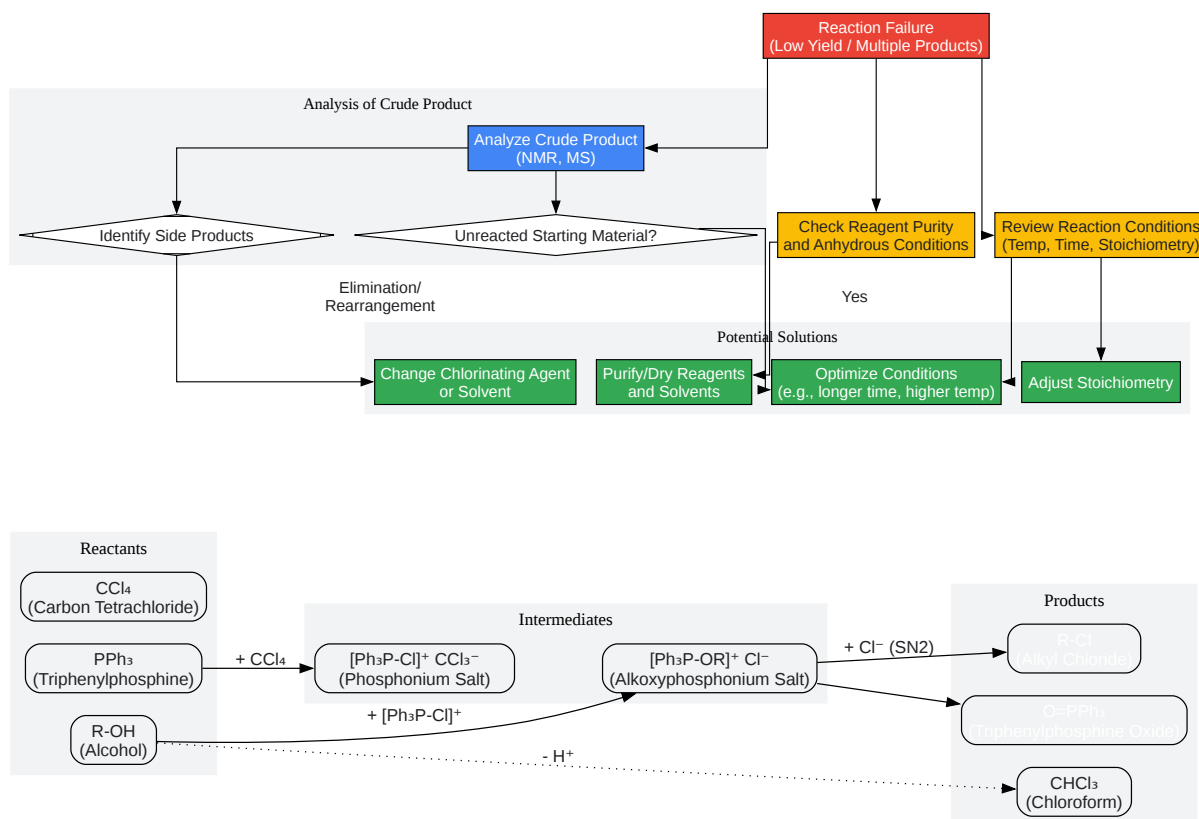 Reaction Failure
(Low Yield / Multiple Products)
Analysis of Crude Product
Analyze Crude Product
(NMR, MS)
Identify Side Products
Unreacted Starting Material?
Check Reagent Purity
and Anhydrous Conditions
Review Reaction Conditions
(Temp, Time, Stoichiometry)
Elimination/
Rearrangement
Yes
Potential Solutions
Change Chlorinating Agent
or Solvent
Purify/Dry Reagents
and Solvents
Optimize Conditions
(e.g., longer time, higher temp)
Adjust Stoichiometry
Reactants
CCl₄
(Carbon Tetrachloride)
PPh₃
(Triphenylphosphine)
R-OH
(Alcohol)
+ CCl₄
Intermediates
[Ph₃P-Cl]⁺ CCl₃⁻
(Phosphonium Salt)
[Ph₃P-OR]⁺ Cl⁻
(Alkoxyphosphonium Salt)
+ [Ph₃P-Cl]⁺
- H⁺
+ Cl⁻ (SN2)
Products
R-Cl
(Alkyl Chloride)
O=PPh₃
(Triphenylphosphine Oxide)
CHCl₃
(Chloroform)